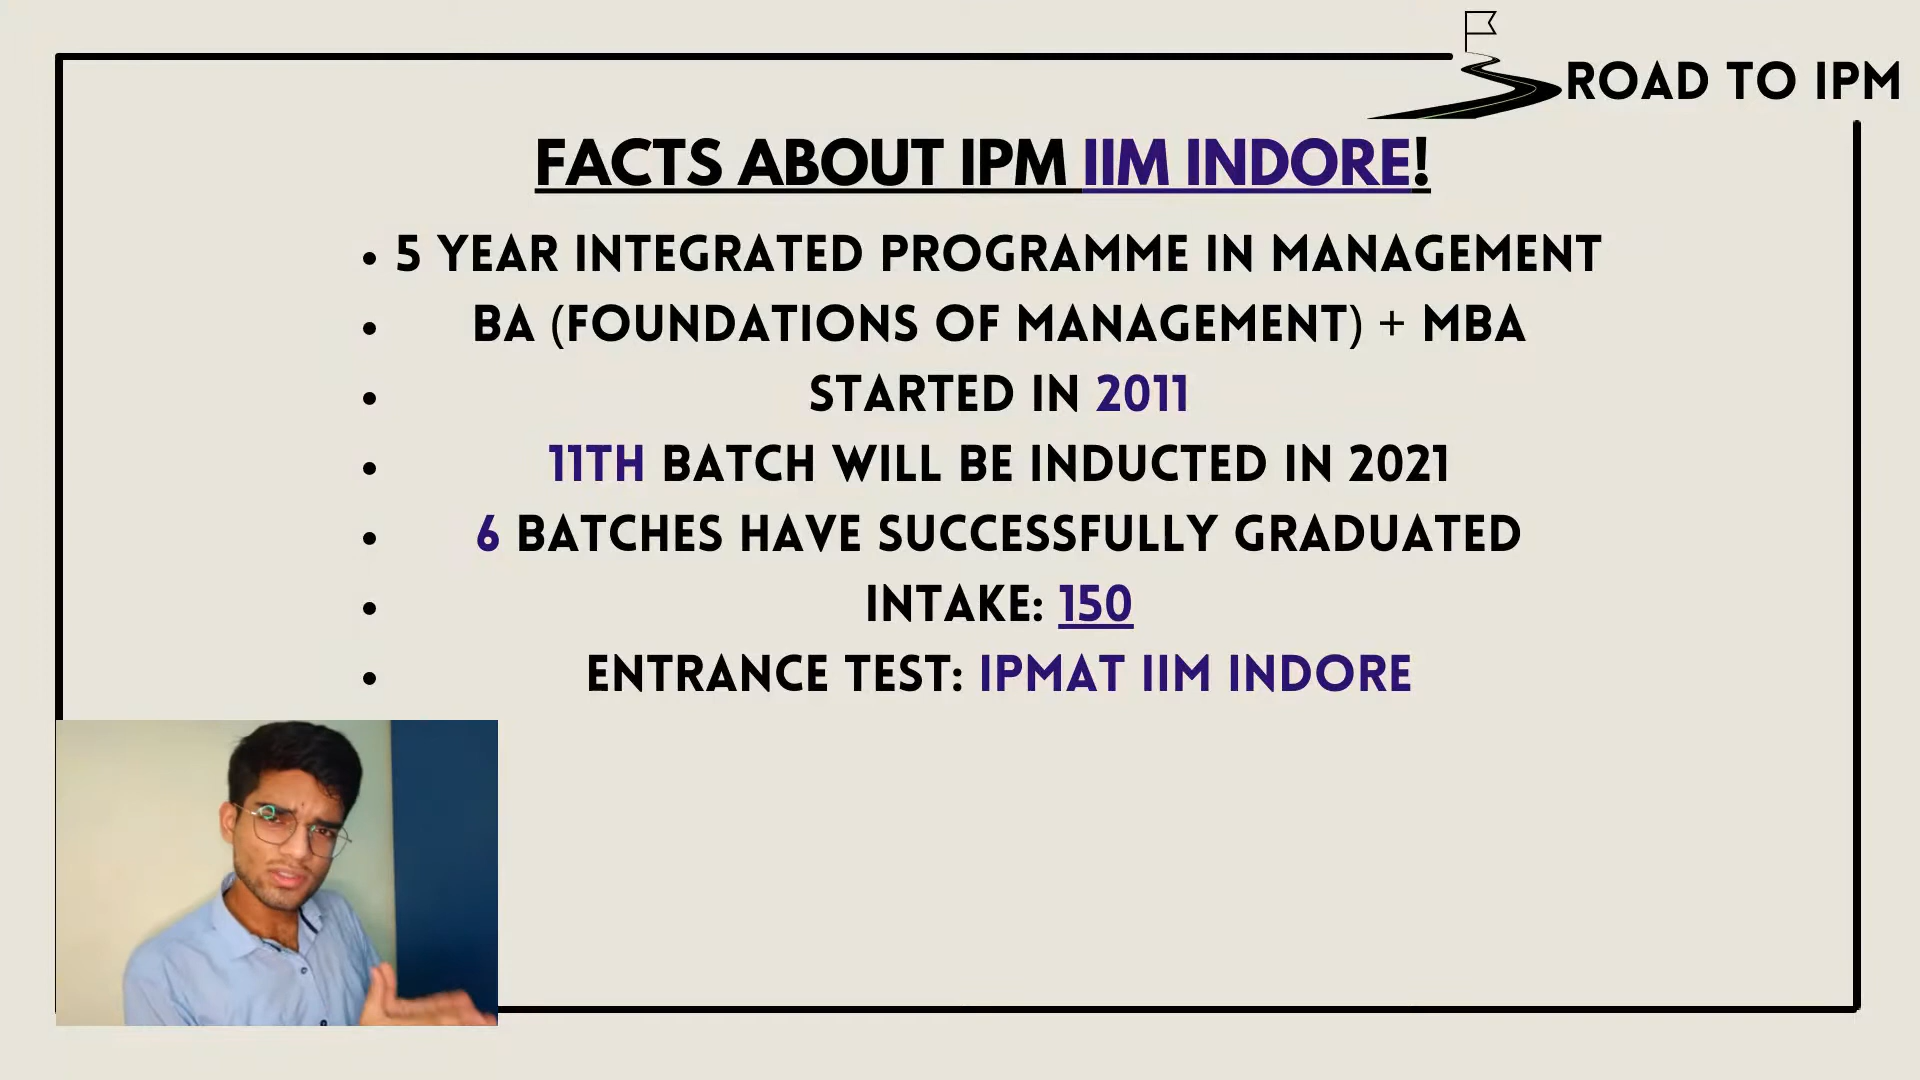 ROAD TO IPM
FACTS ABOUT IPM IIM INDORE!
• 5 YEAR INTEGRATED PROGRAMME IN MANAGEMENT
• BA (FOUNDATIONS OF MANAGEMENT) + MBA
• STARTED IN 2011
• 11TH BATCH WILL BE INDUCTED IN 2021
• 6 BATCHES HAVE SUCCESSFULLY GRADUATED
• INTAKE: 150
• ENTRANCE TEST: IPMAT IIM INDORE